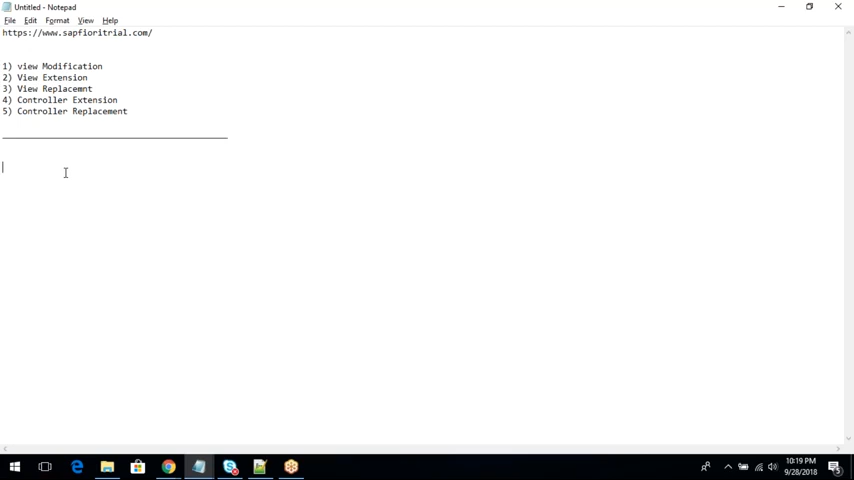 Untitled - Notepad
File Edit Format View Help
https://www.sapfioritrial.com/
1) view Modification
2) View Extension
3) View Replacemnt
4) Controller Extension
5) Controller Replacement
10:19 PM
9/28/2018